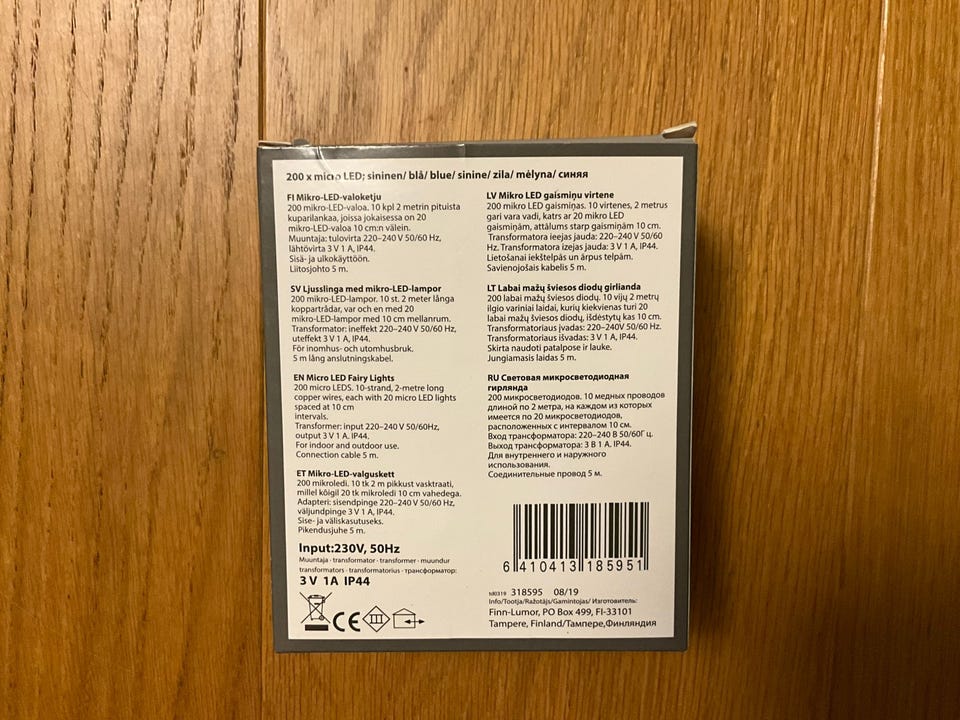 200 x micro LED; sininen/ blå/ blue/ sinine/ zila/ mėlyna/ синяя
FI Mikro-LED-valoketju
200 mikro-LED-valoa. 10 kpl 2 metrin pituista
kuparilankaa, joissa jokaisessa on 20
mikro-LED-valoa 10 cm:n välein.
Muuntaja: tulovirta 220–240 V 50/60 Hz,
lähtövirta 3 V 1 A, IP44.
Sisä- ja ulkokäyttöön.
Liitosjohto 5 m.
SV Ljusslinga med mikro-LED-lampor
200 mikro-LED-lampor. 10 st. 2 meter långa
koppartrådar, var och en med 20
mikro-LED-lampor med 10 cm mellanrum.
Transformator: ineffekt 220–240 V 50/60 Hz,
uteffekt 3 V 1 A, IP44.
För inomhus- och utomhusbruk.
5 m lång anslutningskabel.
EN Micro LED Fairy Lights
200 micro LEDS. 10-strand, 2-metre long
copper wires, each with 20 micro LED lights
spaced at 10 cm
intervals.
Transformer: input 220–240 V 50/60Hz,
output 3 V 1 A. IP44.
For indoor and outdoor use.
Connection cable 5 m.
ET Mikro-LED-valguskett
200 mikroledi. 10 tk 2 m pikkust vasktraati,
millel kõigil 20 tk mikroledi 10 cm vahedega.
Adapteri: sisendpinge 220–240 V 50/60 Hz,
väljundpinge 3 V 1 A, IP44.
Sise- ja väliskasutuseks.
Pikendusjuhe 5 m.
Input:230V, 50Hz
Muuntaja · transformator · transformer · muundur
transformators · transformatorius · трансформатор:
3 V 1A IP44
CE
III
LV Mikro LED gaismiņu virtene
200 mikro LED gaismiņas. 10 virtenes, 2 metrus
gari vara vadi, katrs ar 20 mikro LED
gaismiņām, attālums starp gaismiņām 10 cm.
Transformatora ieejas jauda: 220–240 V 50/60
Hz. Transformatora izejas jauda: 3 V 1 A, IP44.
Lietošanai iekštelpās un ārpus telpām.
Savienojošais kabelis 5 m.
LT Labai mažų šviesos diodų girlianda
200 labai mažų šviesos diodų. 10 vijų 2 metrų
ilgio variniai laidai, kurių kiekvienas turi 20
labai mažų šviesos diodų, išdėstytų kas 10 cm.
Transformatoriaus įvadas: 220–240V 50/60 Hz.
Transformatoriaus išvadas: 3 V 1 A, IP44.
Skirta naudoti patalpose ir lauke.
Jungiamasis laidas 5 m.
RU Световая микросветодиодная
гирлянда
200 микросветодиодов. 10 медных проводов
длиной по 2 метра, на каждом из которых
имеется по 20 микросветодиодов,
расположенных с интервалом 10 см.
Вход трансформатора: 220–240 В 50/60Г ц.
Выход трансформатора: 3 В 1 А. IP44.
Для внутреннего и наружного
использования.
Соединительные провод 5 м.
6 410413 185951
td0319 318595 08/19
Info/Tootja/Ražotājs/Gamintojas/ Изготовитель:
Finn-Lumor, PO Box 499, FI-33101
Tampere, Finland/Тампере,Финляндия